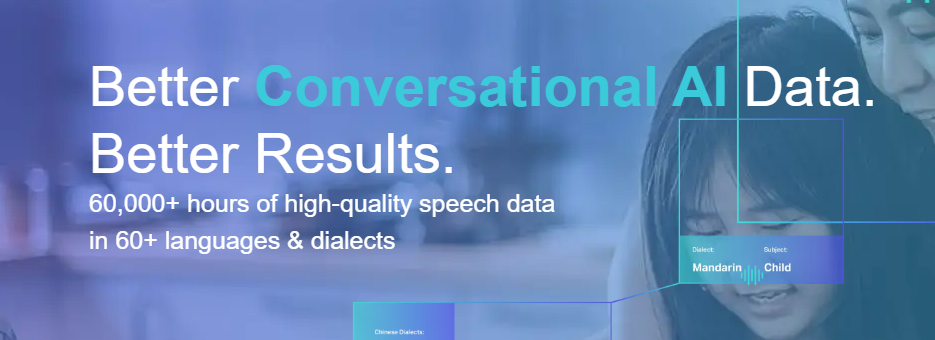 Better Conversational AI Data.
Better Results.
60,000+ hours of high-quality speech data
in 60+ languages & dialects
Dialect: Subject:
Mandarin Child
Chinese Dialects: